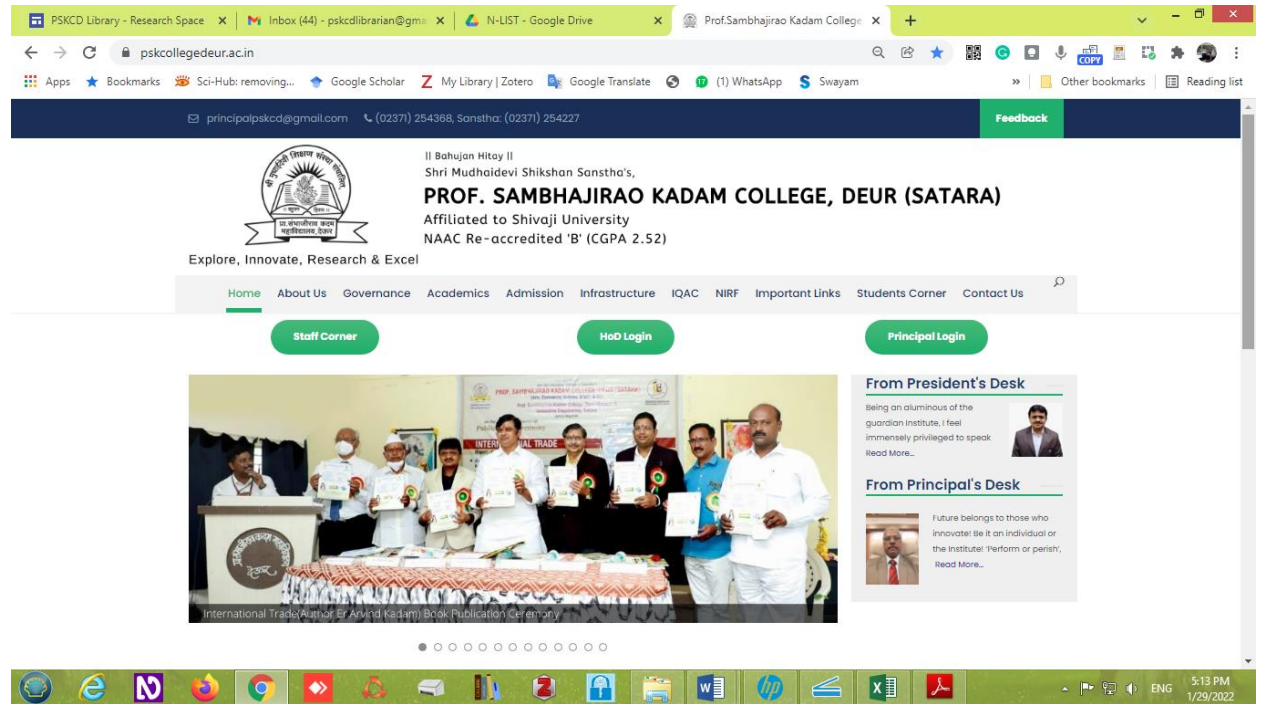 PSKCD Library - Research Space
Inbox (44) - pskcdlibrarian@gma
N-LIST - Google Drive
Prof.Sambhajirao Kadam College
pskcollegedeur.ac.in
COPY
Apps
Bookmarks
Sci-Hub: removing...
Google Scholar
My Library | Zotero
Google Translate
(1) WhatsApp
Swayam
»
Other bookmarks
Reading list
principalpskcd@gmail.com (02371) 254368, Sanstha: (02371) 254227
Feedback
|| Bahujan Hitay ||
Shri Mudhaidevi Shikshan Sanstha's,
PROF. SAMBHAJIRAO KADAM COLLEGE, DEUR (SATARA)
Affiliated to Shivaji University
NAAC Re-accredited 'B' (CGPA 2.52)
Explore, Innovate, Research & Excel
Home About Us Governance Academics Admission Infrastructure IQAC NIRF Important Links Students Corner Contact Us
Staff Corner
HoD Login
Principal Login
INTERNATIONAL TRADE
International Trade(Author Er.Arvind Kadam) Book Publication Ceremony
From President's Desk
Being an aluminous of the
guardian Institute, I feel
immensely privileged to speak
Read More...
From Principal's Desk
Future belongs to those who
innovate! Be it an individual or
the Institute! 'Perform or perish',
Read More...
ENG
5:13 PM
1/29/2022